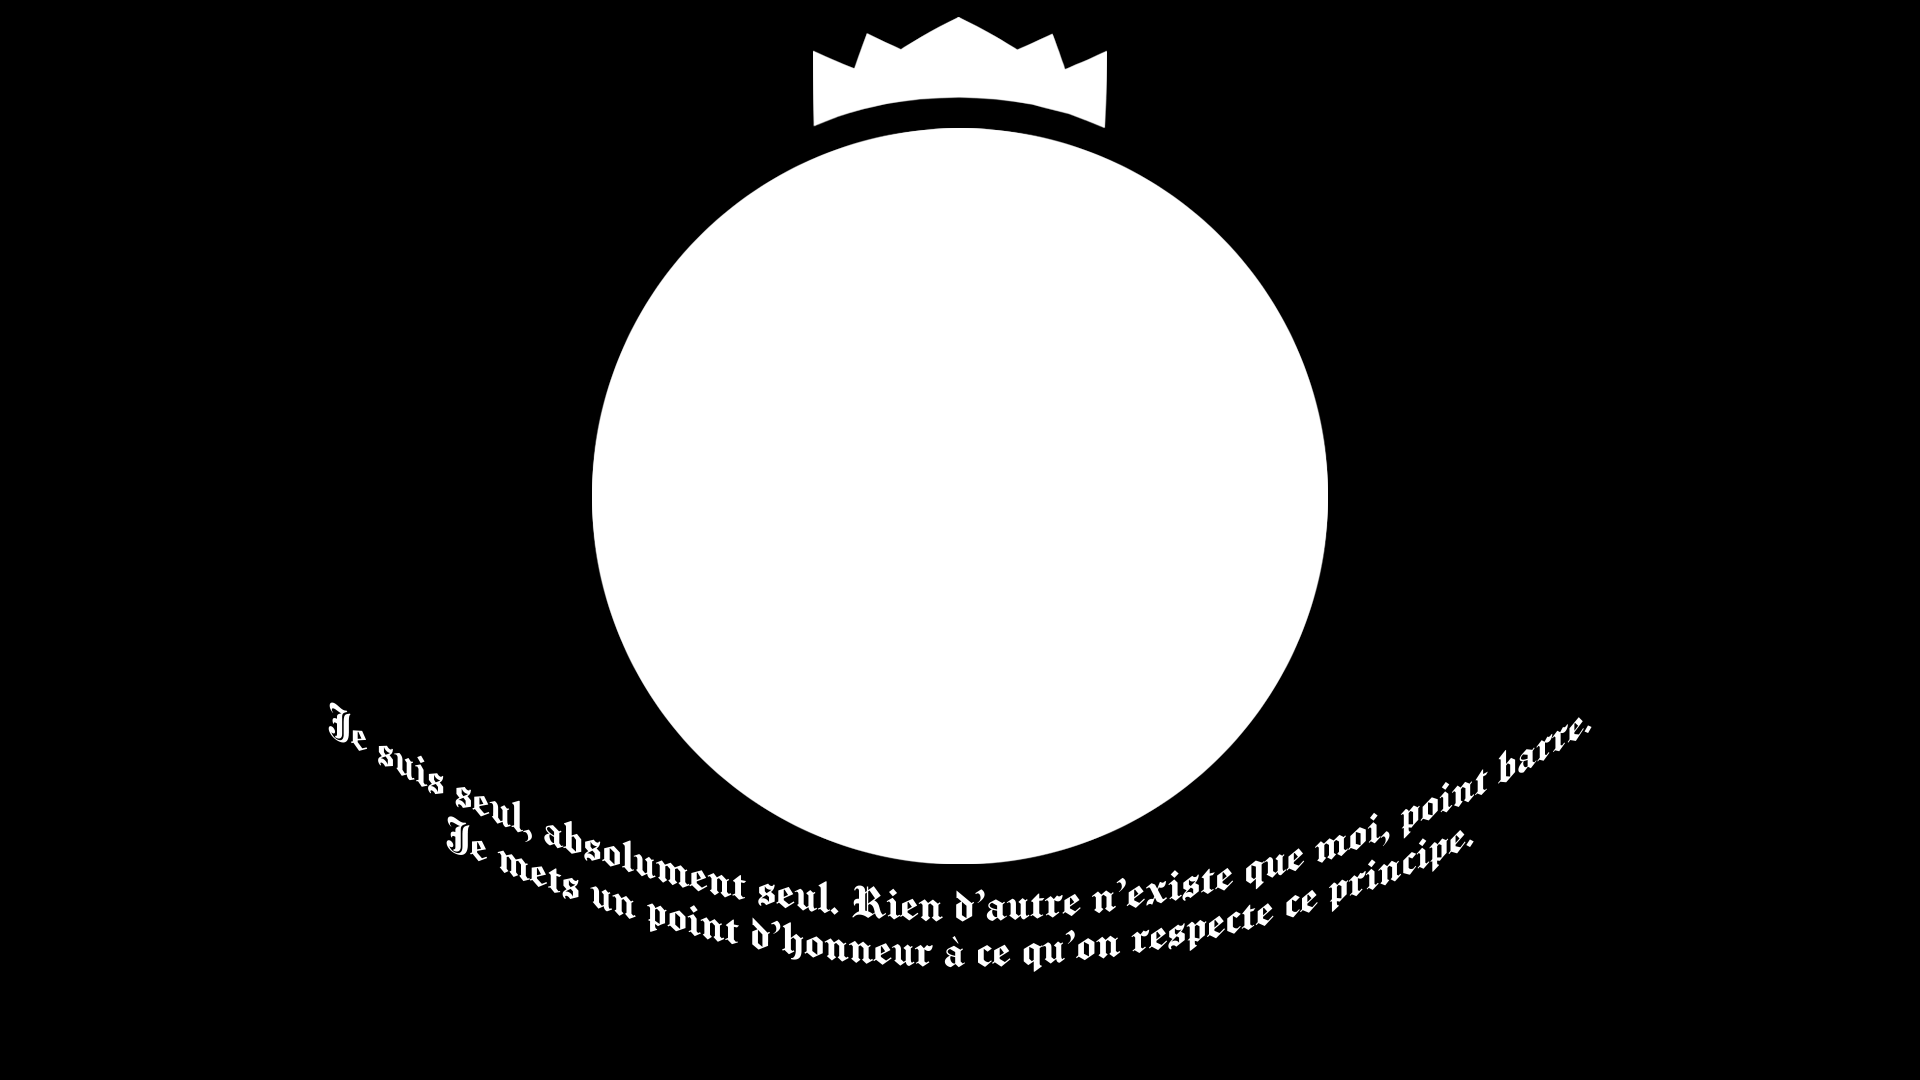 Je suis seul, absolument seul. Rien d’autre n’existe que moi, point barre.
Je mets un point d’honneur à ce qu’on respecte ce principe.